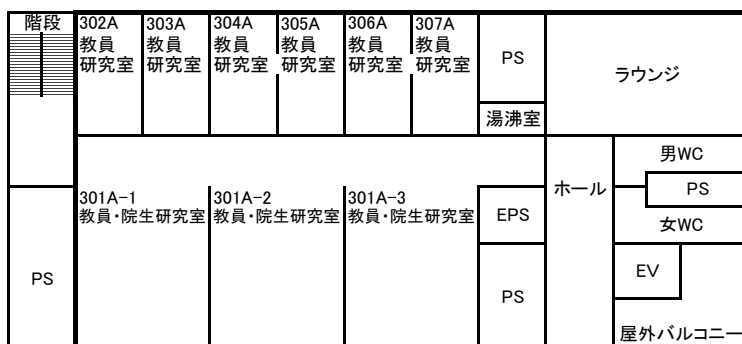 階段
302A
教員
研究室
303A
教員
研究室
304A
教員
研究室
305A
教員
研究室
306A
教員
研究室
307A
教員
研究室
PS
ラウンジ
湯沸室
男WC
ホール
PS
301A-1
教員・院生研究室
301A-2
教員・院生研究室
301A-3
教員・院生研究室
EPS
女WC
PS
EV
PS
屋外バルコニー